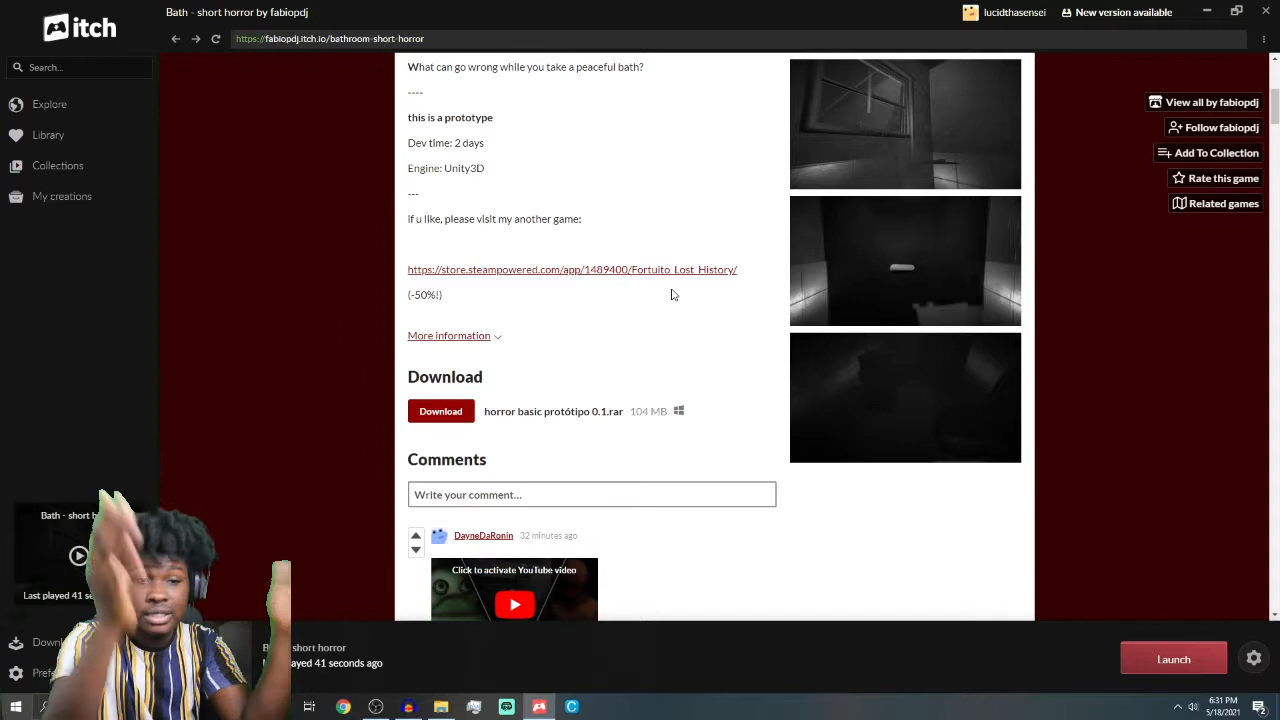 Bath - short horror by fabiopdj
lucidhasensei
New version available
itch
https://fabiopdj.itch.io/bathroom-short-horror
Search...
Explore
Library
Collections
My creations
What can go wrong while you take a peaceful bath?
----
this is a prototype
Dev time: 2 days
Engine: Unity3D
---
if u like, please visit my another game:
https://store.steampowered.com/app/1489400/Fortuito_Lost_History/
(-50%!)
More information
Download
Download horror basic protótipo 0.1.rar 104 MB
Comments
Write your comment...
DayneDaRonin 32 minutes ago
Click to activate YouTube video
View all by fabiopdj
Follow fabiopdj
Add To Collection
Rate this game
Related games
Bath - short
Last played 41
short horror
played 41 seconds ago
Launch
6:31 PM
5/18/2021
2